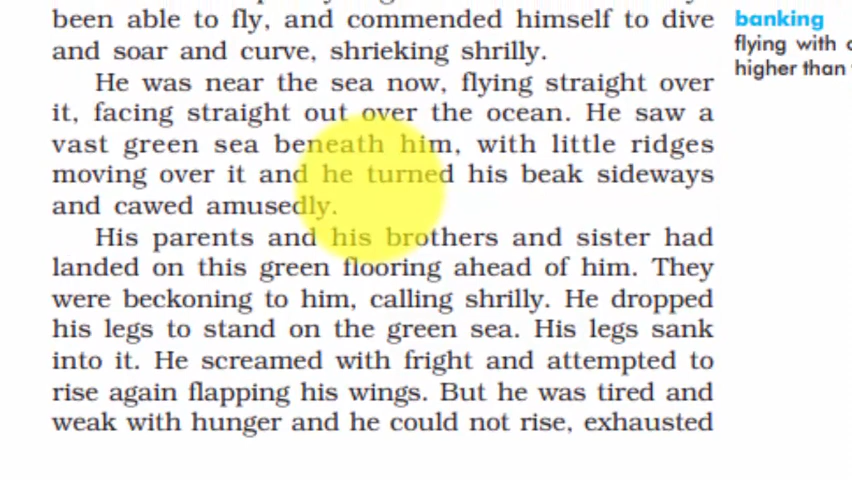 been able to fly, and commended himself to dive
and soar and curve, shrieking shrilly.
He was near the sea now, flying straight over
it, facing straight out over the ocean. He saw a
vast green sea beneath him, with little ridges
moving over it and he turned his beak sideways
and cawed amusedly.
His parents and his brothers and sister had
landed on this green flooring ahead of him. They
were beckoning to him, calling shrilly. He dropped
his legs to stand on the green sea. His legs sank
into it. He screamed with fright and attempted to
rise again flapping his wings. But he was tired and
weak with hunger and he could not rise, exhausted
banking
flying with
higher than